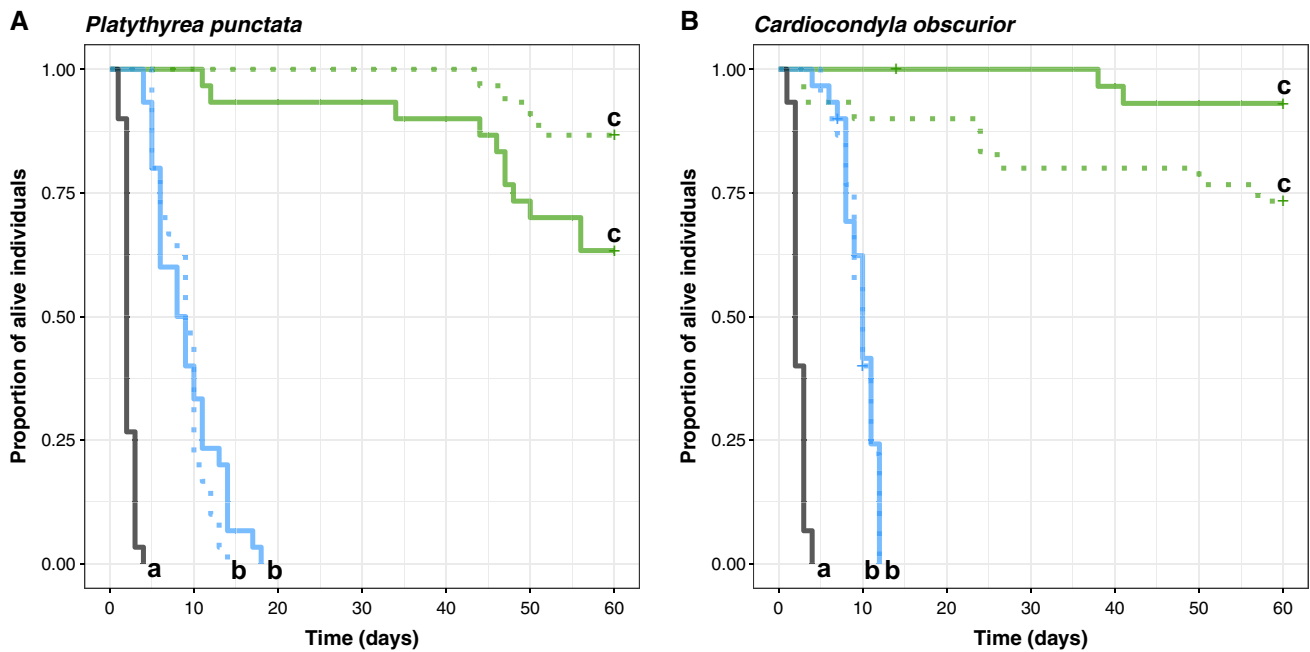 A
Platythyrea punctata
1.00
0.75
0.50
0.25
0.00
Proportion of alive individuals
c
c
a
b
b
0
10
20
30
40
50
60
Time (days)
B
Cardiocondyla obscurior
1.00
0.75
0.50
0.25
0.00
Proportion of alive individuals
c
c
a
b
b
0
10
20
30
40
50
60
Time (days)